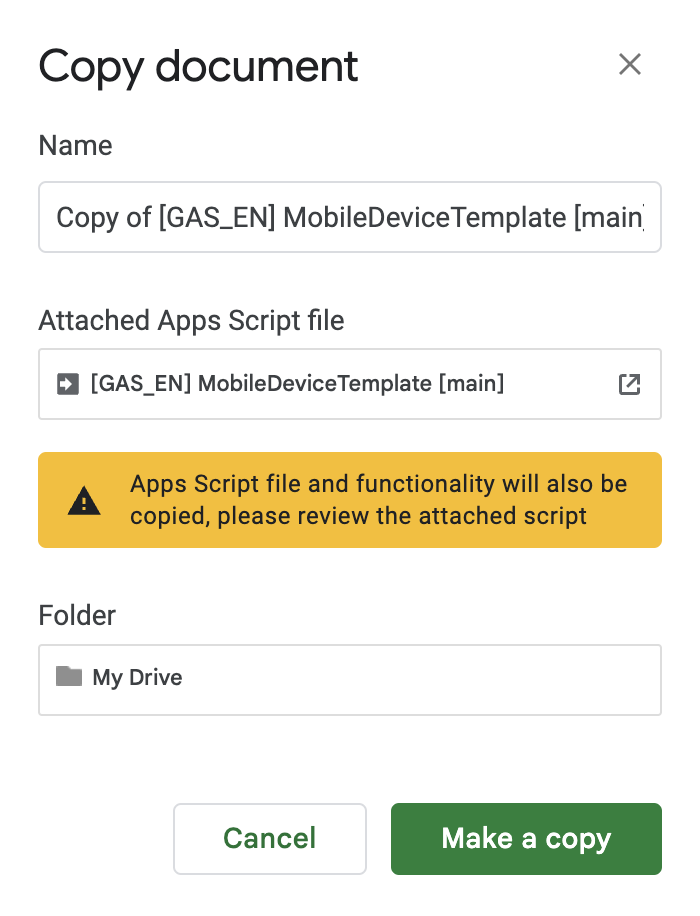 Copy document
Name
Copy of [GAS_EN] MobileDeviceTemplate [main]
Attached Apps Script file
[GAS_EN] MobileDeviceTemplate [main]
Apps Script file and functionality will also be
copied, please review the attached script
Folder
My Drive
Cancel
Make a copy